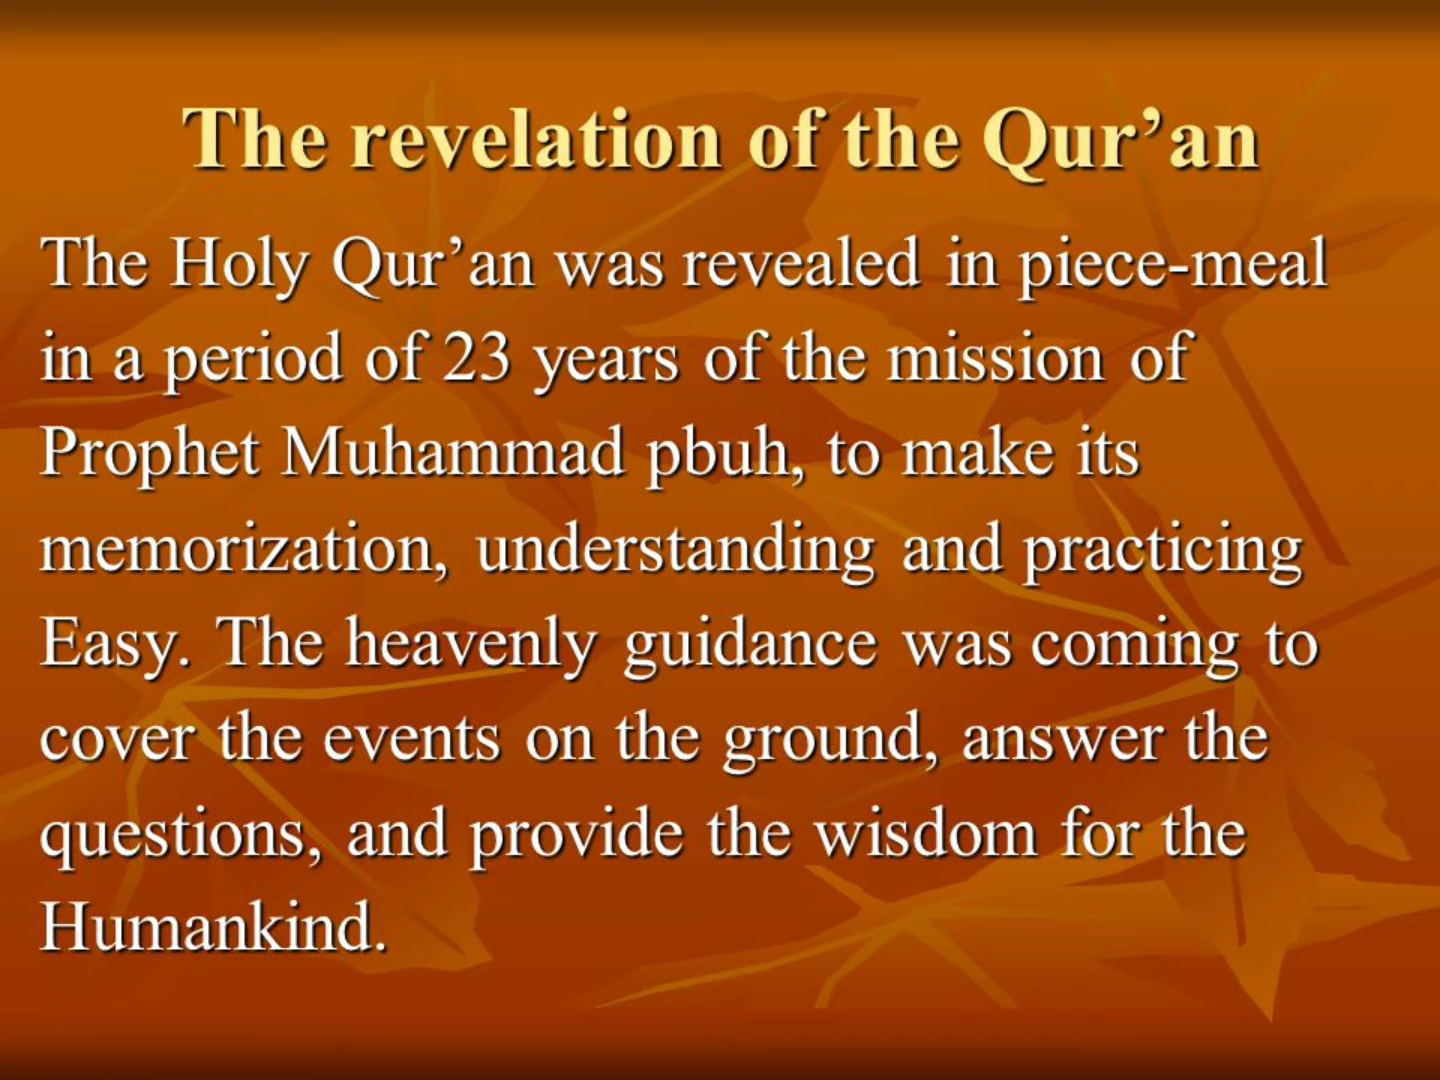 The revelation of the Qur’an
The Holy Qur’an was revealed in piece-meal
in a period of 23 years of the mission of
Prophet Muhammad pbuh, to make its
memorization, understanding and practicing
Easy. The heavenly guidance was coming to
cover the events on the ground, answer the
questions, and provide the wisdom for the
Humankind.